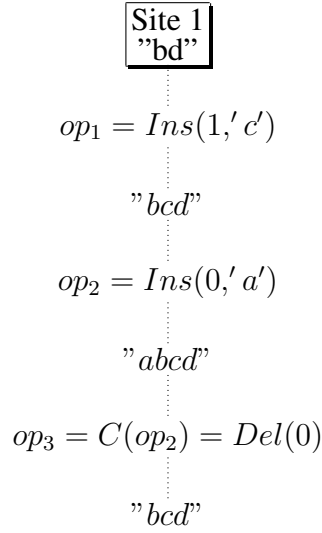 Site 1
”bd”
op₁ = Ins(1,′ c′)
”bcd”
op₂ = Ins(0,′ a′)
”abcd”
op₃ = C(op₂) = Del(0)
”bcd”